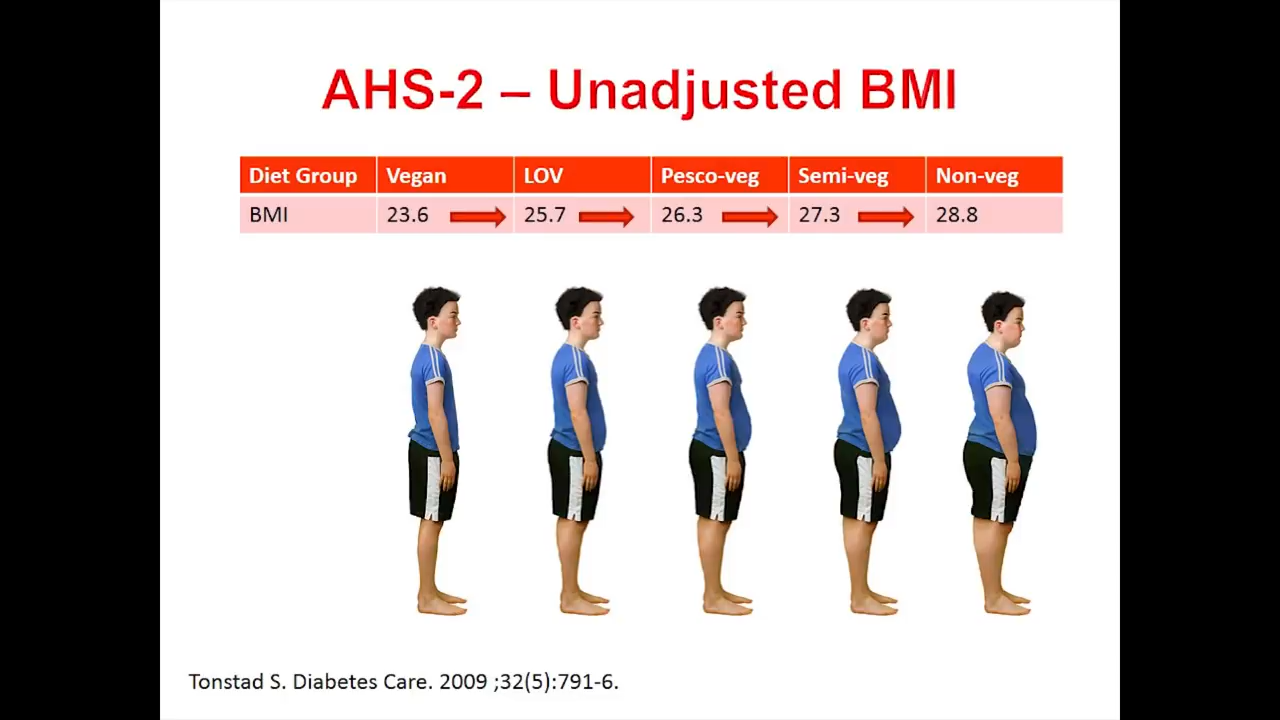 AHS-2 – Unadjusted BMI
Diet Group Vegan LOV Pesco-veg Semi-veg Non-veg
BMI 23.6 25.7 26.3 27.3 28.8
Tonstad S. Diabetes Care. 2009 ;32(5):791-6.